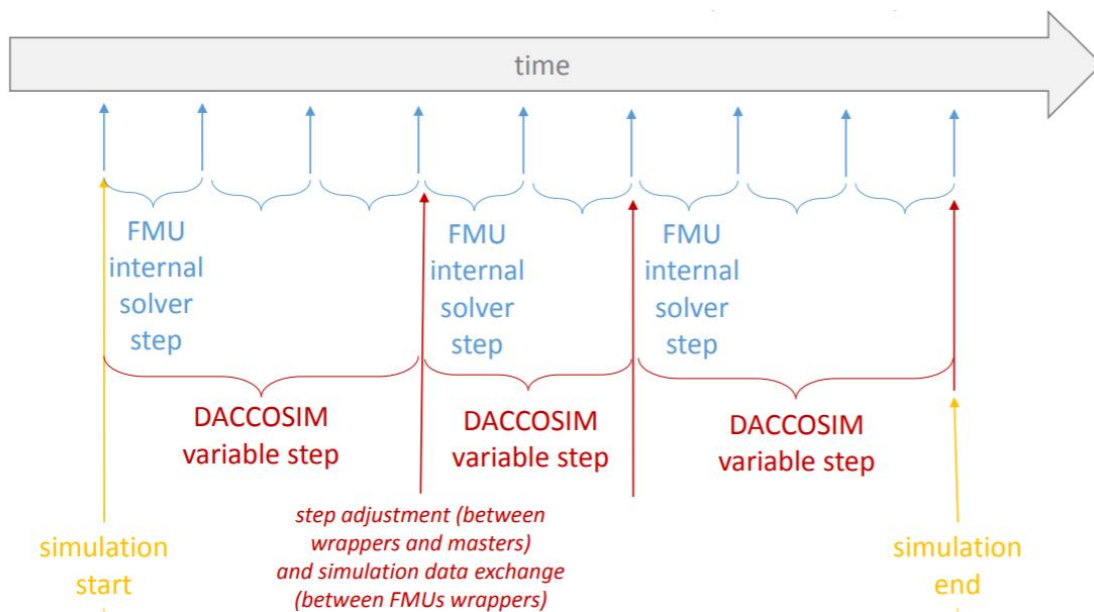 time
FMU
internal
solver
step
FMU
internal
solver
step
FMU
internal
solver
step
DACCOSIM
variable step
DACCOSIM
variable step
DACCOSIM
variable step
step adjustment (between
wrappers and masters)
and simulation data exchange
(between FMUs wrappers)
simulation
start
simulation
end